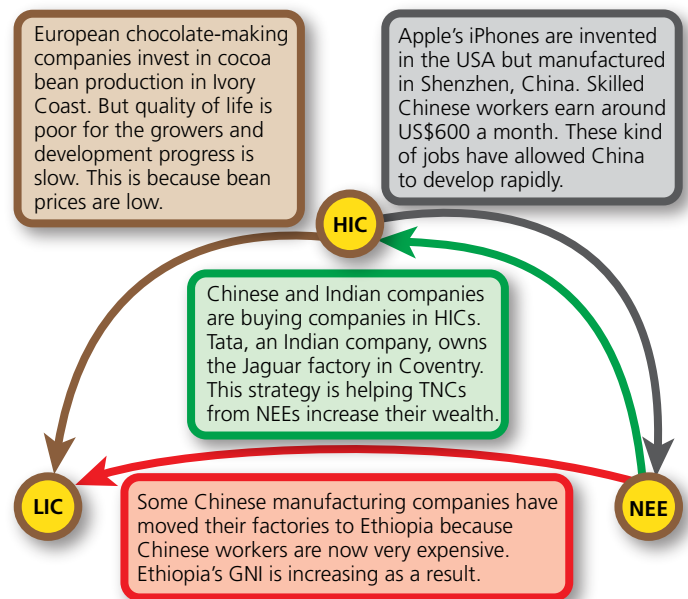 European chocolate-making
companies invest in cocoa
bean production in Ivory
Coast. But quality of life is
poor for the growers and
development progress is
slow. This is because bean
prices are low.
Apple’s iPhones are invented
in the USA but manufactured
in Shenzhen, China. Skilled
Chinese workers earn around
US$600 a month. These kind
of jobs have allowed China
to develop rapidly.
HIC
Chinese and Indian companies
are buying companies in HICs.
Tata, an Indian company, owns
the Jaguar factory in Coventry.
This strategy is helping TNCs
from NEEs increase their wealth.
LIC
NEE
Some Chinese manufacturing companies have
moved their factories to Ethiopia because
Chinese workers are now very expensive.
Ethiopia’s GNI is increasing as a result.